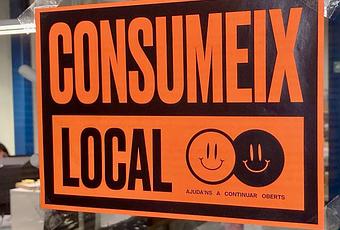 CONSUMEIX
LOCAL
AJUDA'NS A CONTINUAR OBERTS